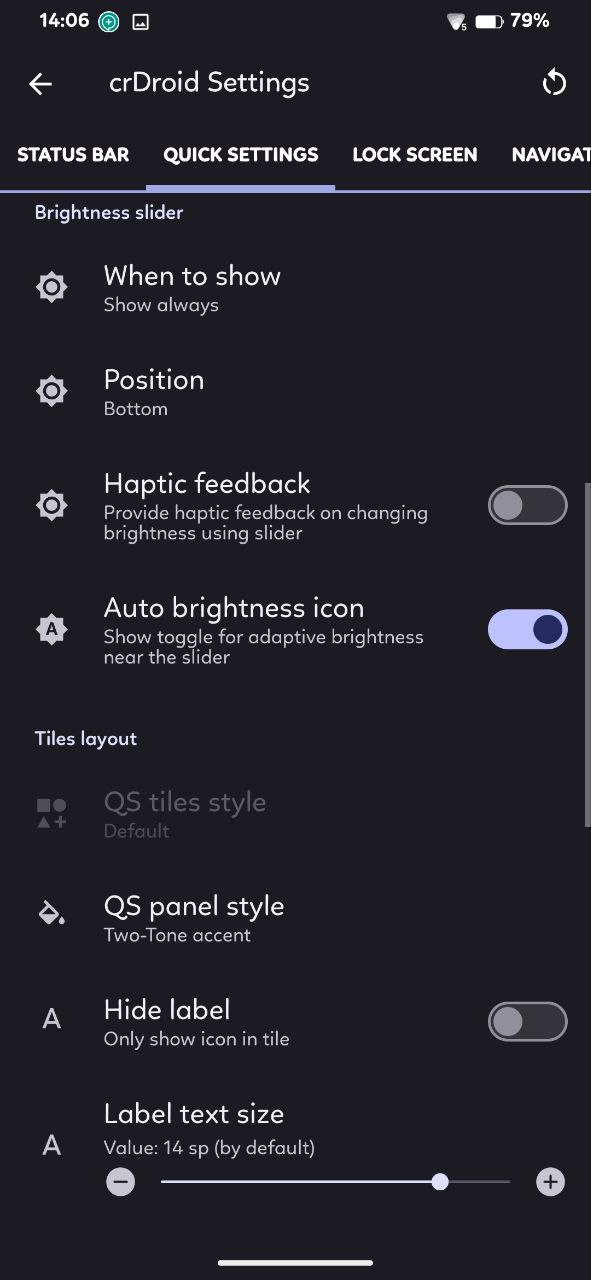 14:06 5 79%
crDroid Settings
STATUS BAR QUICK SETTINGS LOCK SCREEN NAVIGAT
Brightness slider
When to show
Show always
Position
Bottom
Haptic feedback
Provide haptic feedback on changing
brightness using slider
A
Auto brightness icon
Show toggle for adaptive brightness
near the slider
Tiles layout
QS tiles style
Default
QS panel style
Two-Tone accent
A
Hide label
Only show icon in tile
Label text size
A
Value: 14 sp (by default)